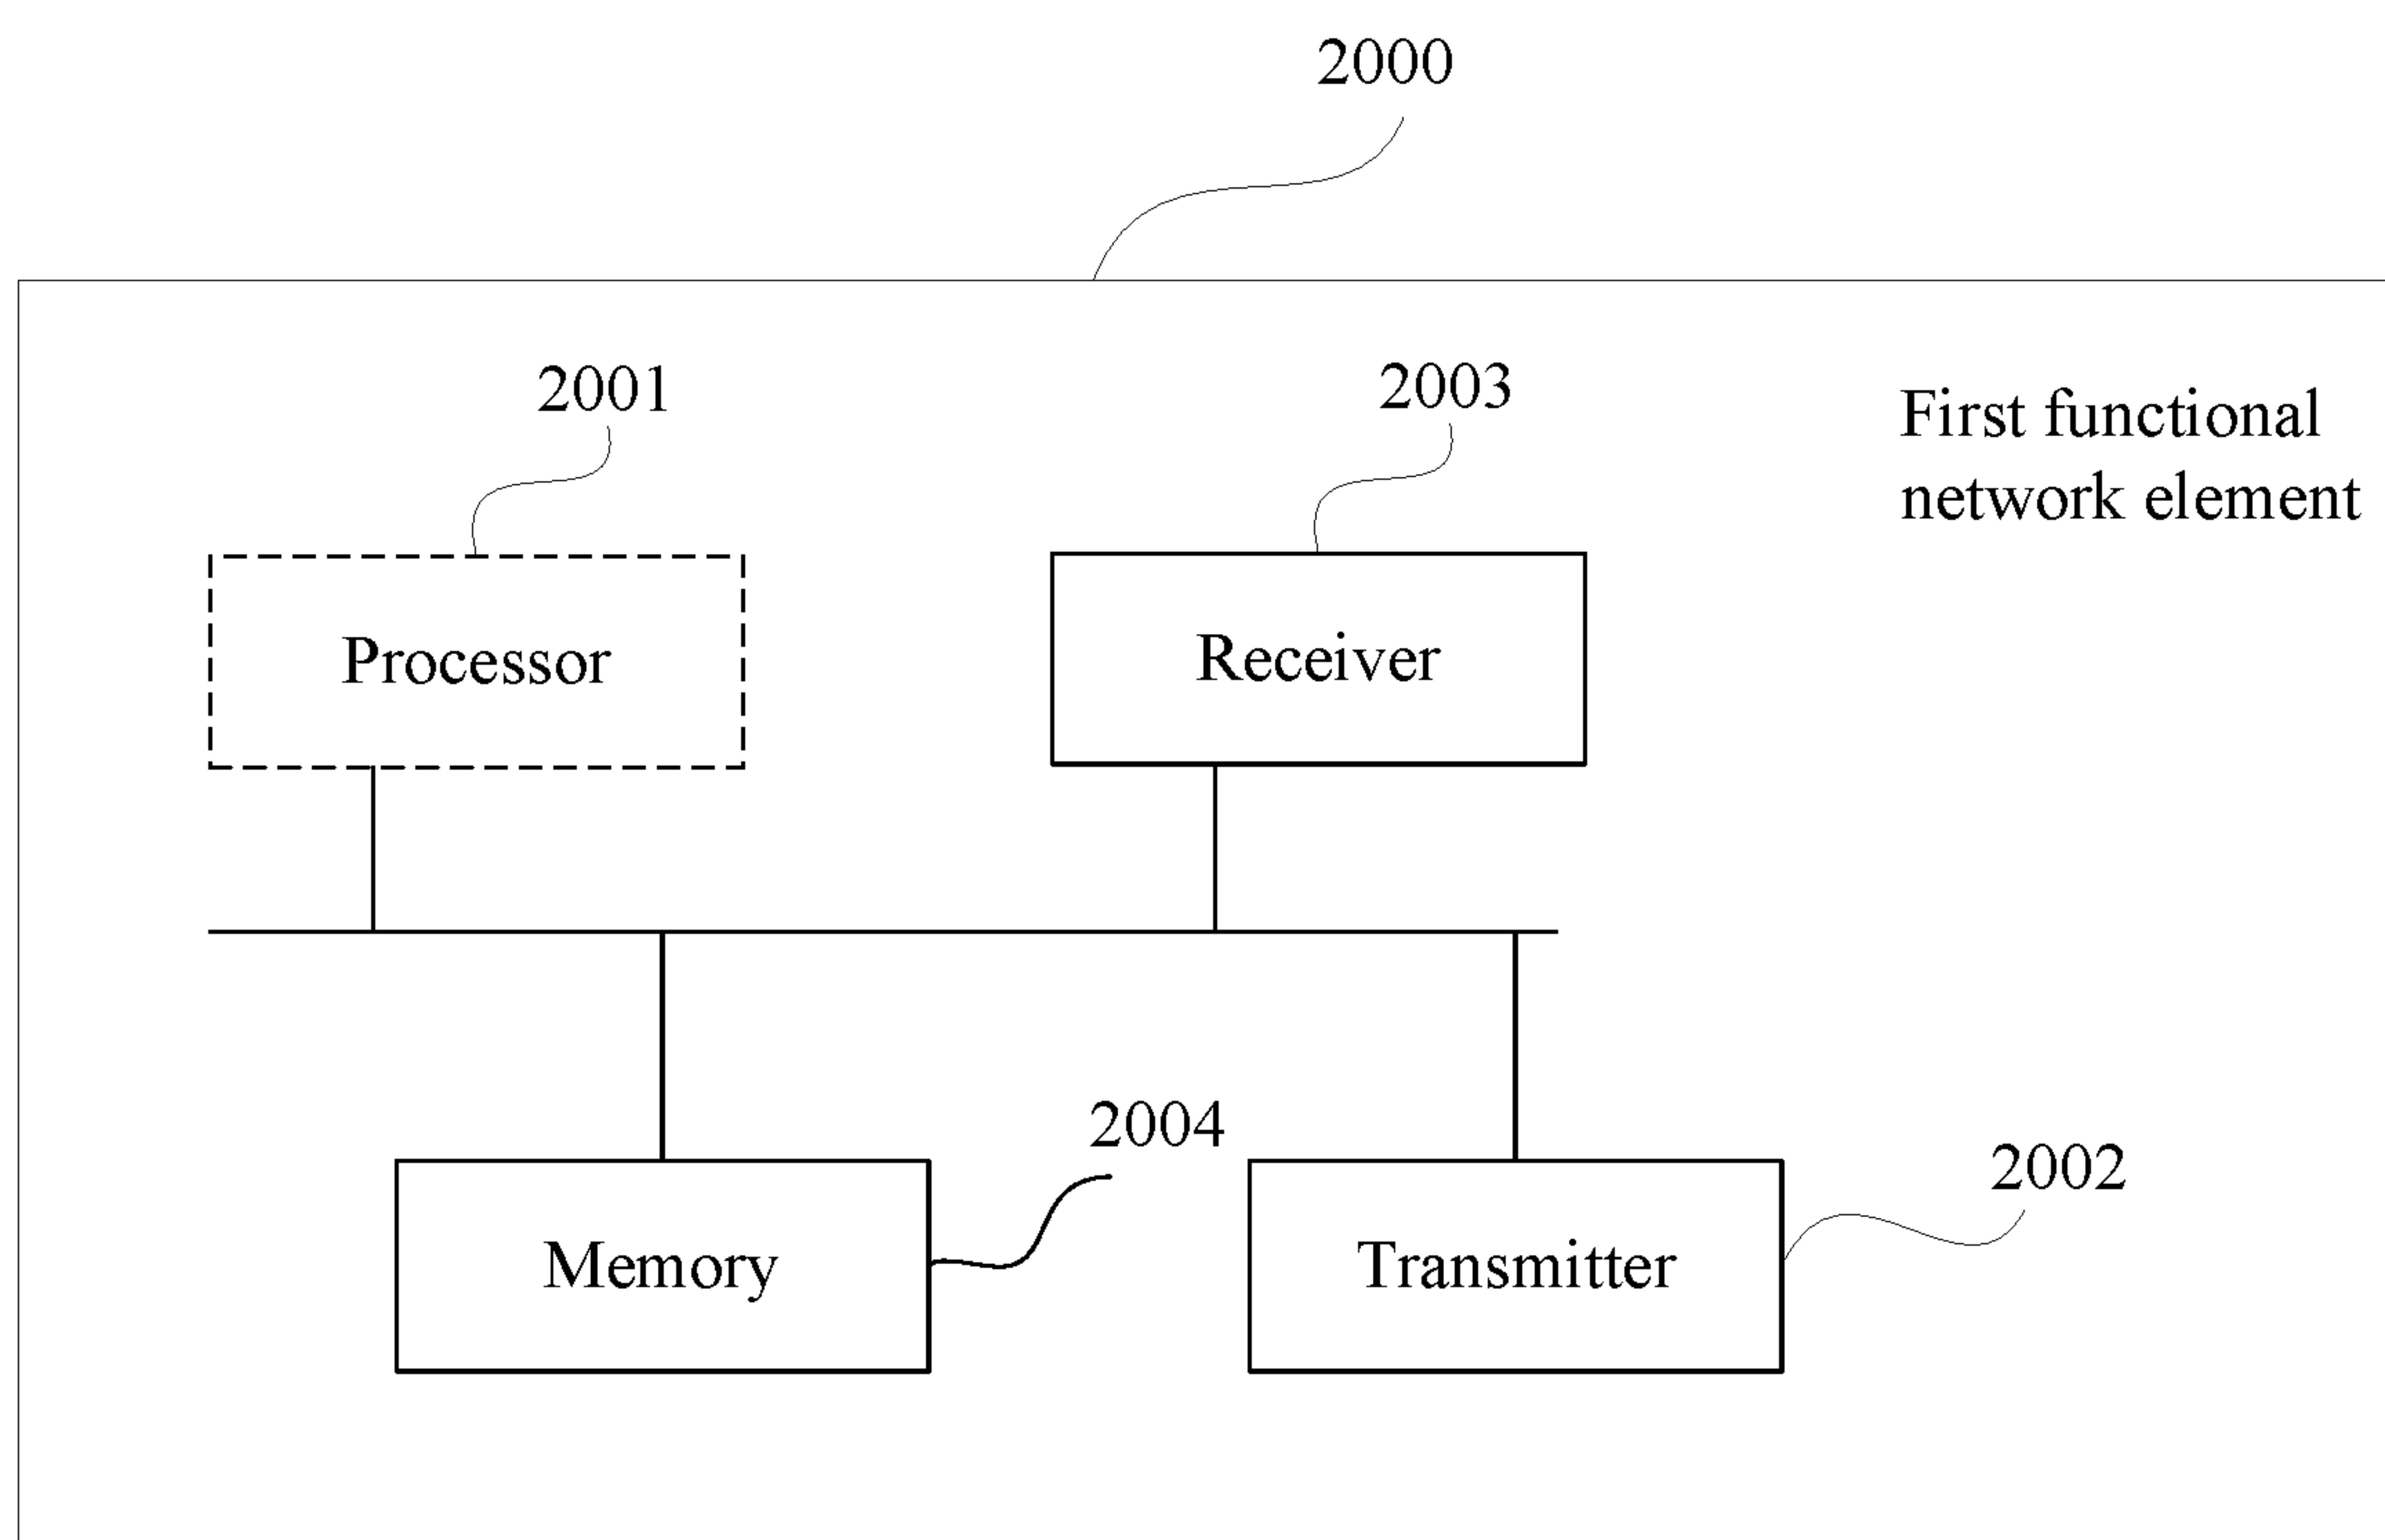 2000
2001
2003
First functional
network element
Processor
Receiver
2004
2002
Memory
Transmitter